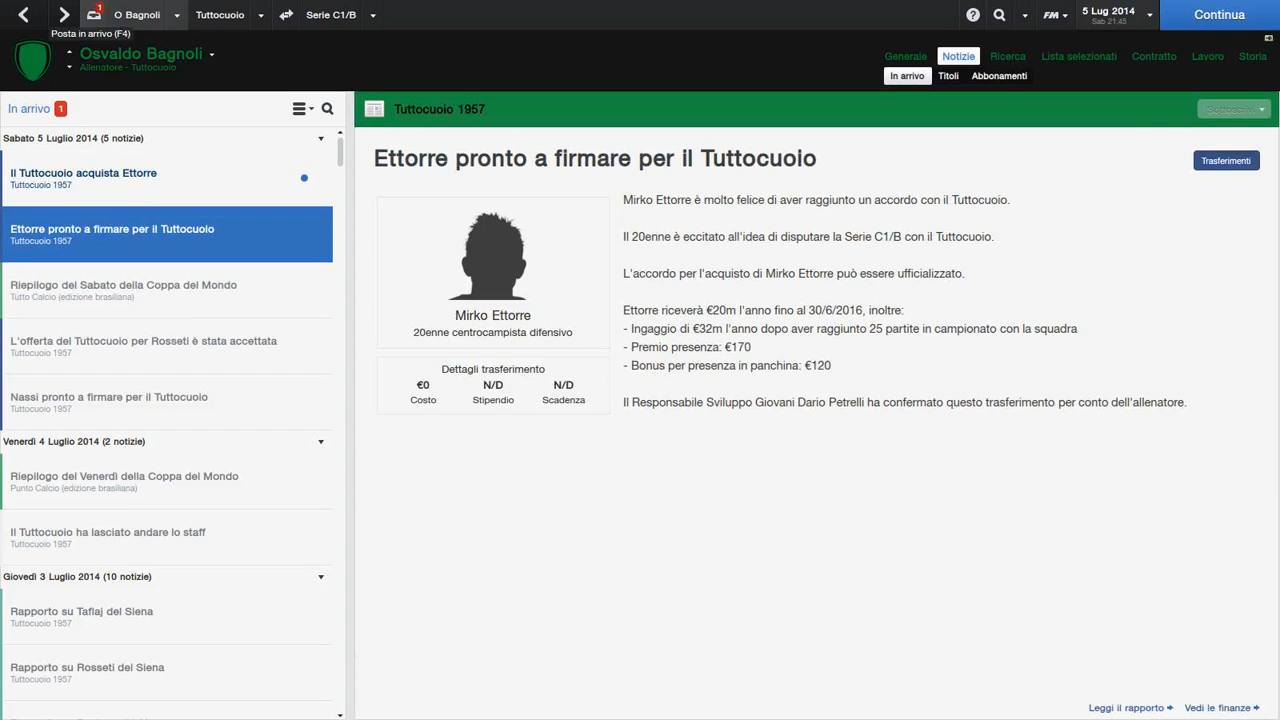 1
O Bagnoli
Tuttocuoio
Serie C1/B
FM
5 Lug 2014
Sab 21:45
Continua
Posta in arrivo (F4)
Osvaldo Bagnoli
Allenatore - Tuttocuoio
Generale
Notizie
Ricerca
Lista selezionati
Contratto
Lavoro
Storia
In arrivo
Titoli
Abbonamenti
In arrivo 1
Tuttocuoio 1957
Sabato 5 Luglio 2014 (5 notizie)
Il Tuttocuoio acquista Ettorre
Tuttocuoio 1957
Ettorre pronto a firmare per il Tuttocuoio
Tuttocuoio 1957
Riepilogo del Sabato della Coppa del Mondo
Tutto Calcio (edizione brasiliana)
L'offerta del Tuttocuoio per Rosseti è stata accettata
Tuttocuoio 1957
Nassi pronto a firmare per il Tuttocuoio
Tuttocuoio 1957
Venerdì 4 Luglio 2014 (2 notizie)
Riepilogo del Venerdì della Coppa del Mondo
Punto Calcio (edizione brasiliana)
Il Tuttocuoio ha lasciato andare lo staff
Tuttocuoio 1957
Giovedì 3 Luglio 2014 (10 notizie)
Rapporto su Taflaj del Siena
Tuttocuoio 1957
Rapporto su Rosseti del Siena
Tuttocuoio 1957
Ettorre pronto a firmare per il Tuttocuoio
Trasferimenti
Mirko Ettorre
20enne centrocampista difensivo
Dettagli trasferimento
€0 N/D N/D
Costo Stipendio Scadenza
Mirko Ettorre è molto felice di aver raggiunto un accordo con il Tuttocuoio.
Il 20enne è eccitato all'idea di disputare la Serie C1/B con il Tuttocuoio.
L'accordo per l'acquisto di Mirko Ettorre può essere ufficializzato.
Ettorre riceverà €20m l'anno fino al 30/6/2016, inoltre:
- Ingaggio di €32m l'anno dopo aver raggiunto 25 partite in campionato con la squadra
- Premio presenza: €170
- Bonus per presenza in panchina: €120
Il Responsabile Sviluppo Giovani Dario Petrelli ha confermato questo trasferimento per conto dell'allenatore.
Leggi il rapporto
Vedi le finanze